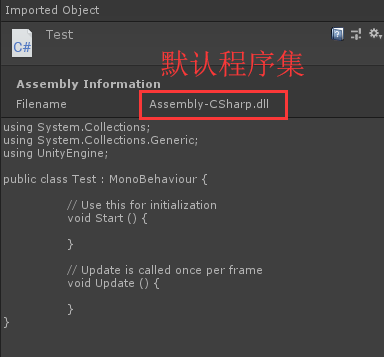 Imported Object
C#
Test
默认程序集
Assembly Information
Filename Assembly-CSharp.dll
using System.Collections;
using System.Collections.Generic;
using UnityEngine;
public class Test : MonoBehaviour {
// Use this for initialization
void Start () {
}
// Update is called once per frame
void Update () {
}
}